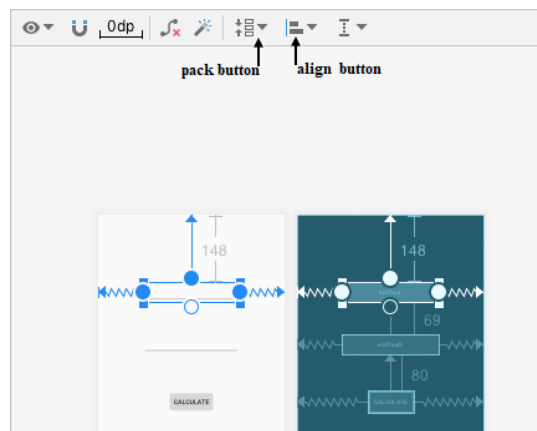 0dp
pack button
align button
148
148
69
80
CALCULATE
CALCULATE